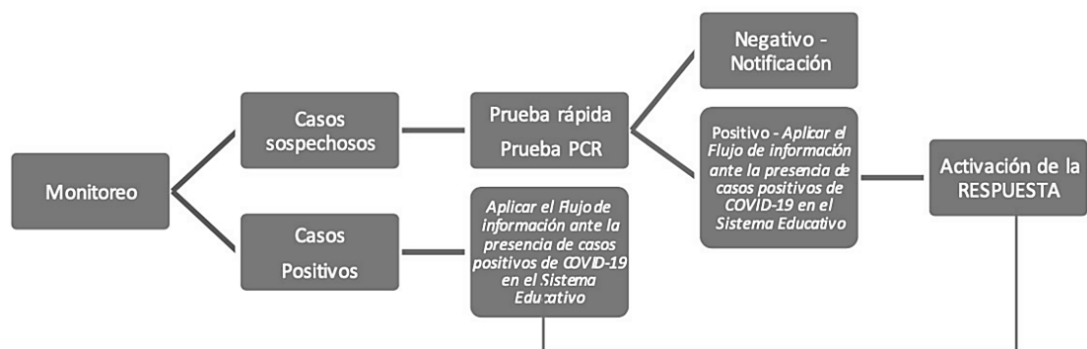 Monitoreo
Casos
sospechosos
Casos
Positivos
Prueba rápida
Prueba PCR
Aplicar el Flujo de
información ante la
presencia de casos
positivos de COVID-19
en el Sistema
Educativo
Negativo -
Notificación
Positivo - Aplicar el
Flujo de información
ante la presencia de
casos positivos de
COVID-19 en el
Sistema Educativo
Activación de la
RESPUESTA